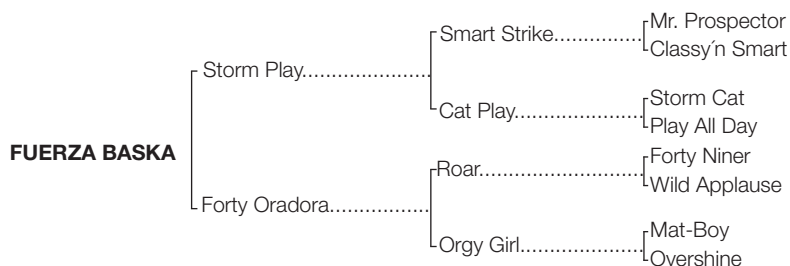 Mr. Prospector
Smart Strike..............
Classy´n Smart
Storm Play....................
Storm Cat
Cat Play......................
Play All Day
FUERZA BASKA
Forty Niner
Roar...........................
Wild Applause
Forty Oradora................
Mat-Boy
Orgy Girl....................
Overshine